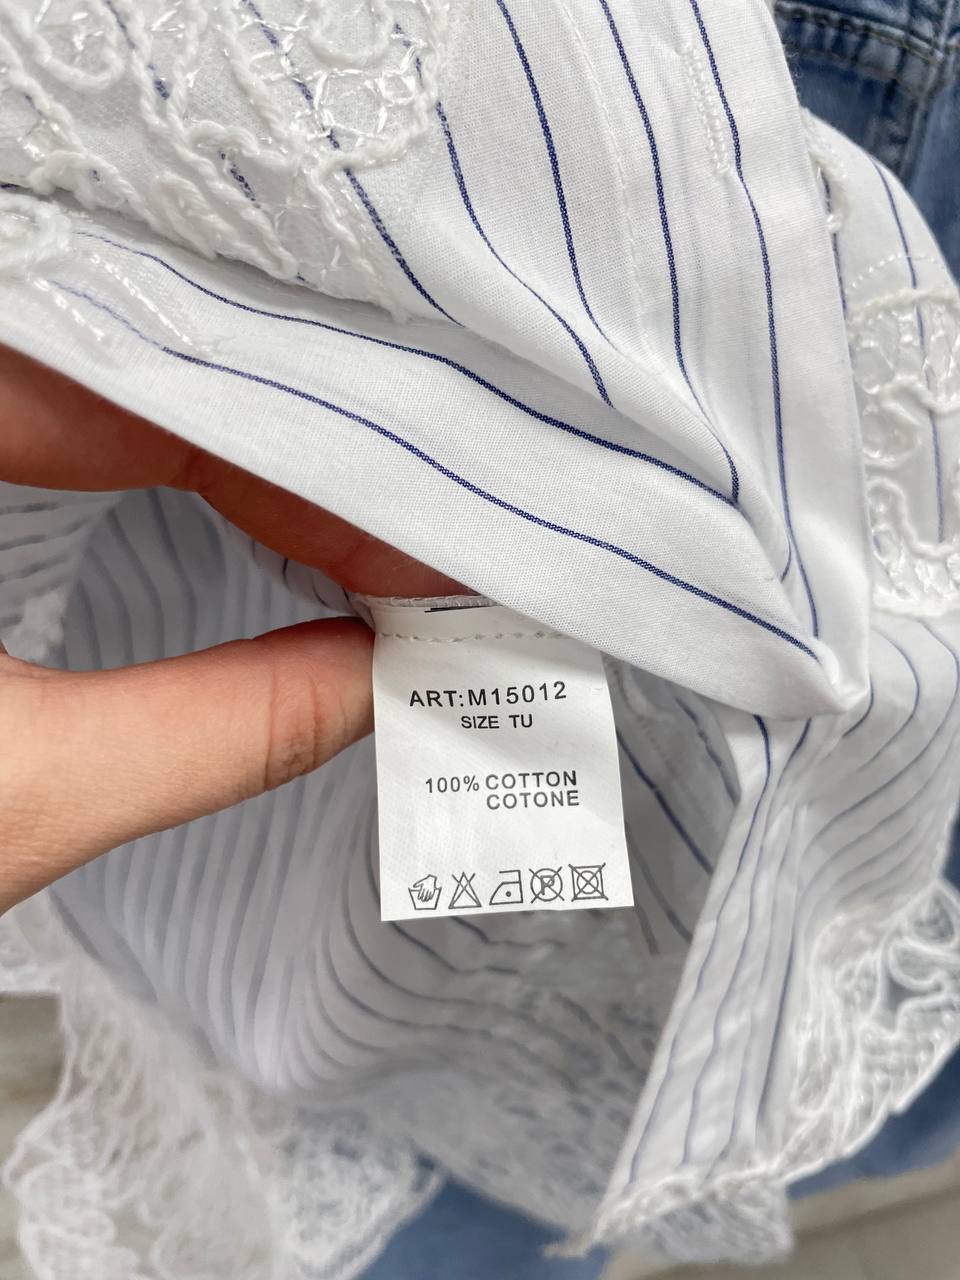 ART:M15012
SIZE TU
100% COTTON
COTONE
P